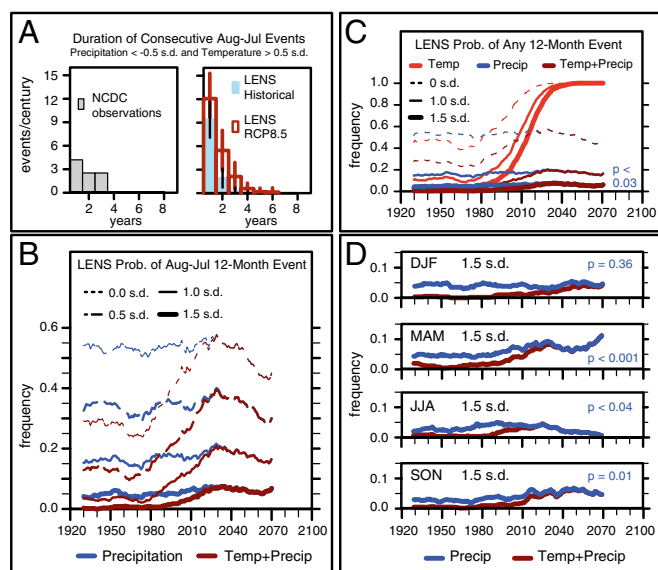 A
Duration of Consecutive Aug-Jul Events
Precipitation < -0.5 s.d. and Temperature > 0.5 s.d.
events/century
15
12
9
6
3
0
NCDC
observations
2 4 6 8
years
LENS
Historical
LENS
RCP8.5
2 4 6 8
years
B
LENS Prob. of Aug-Jul 12-Month Event
0.0 s.d.
1.0 s.d.
0.5 s.d.
1.5 s.d.
frequency
0.6
0.4
0.2
0.0
1920 1950 1980 2010 2040 2070 2100
Precipitation
Temp+Precip
C
LENS Prob. of Any 12-Month Event
Temp
Precip
Temp+Precip
0 s.d.
1.0 s.d.
1.5 s.d.
frequency
1.0
0.8
0.6
0.4
0.2
0.0
p <
0.03
1920 1950 1980 2010 2040 2070 2100
D
0.1
0.0
DJF 1.5 s.d. p = 0.36
0.1
0.0
MAM 1.5 s.d.
p < 0.001
frequency
0.1
0.0
JJA 1.5 s.d. p < 0.04
0.1
0.0
SON 1.5 s.d. p = 0.01
1920 1950 1980 2010 2040 2070 2100
Precip
Temp+Precip